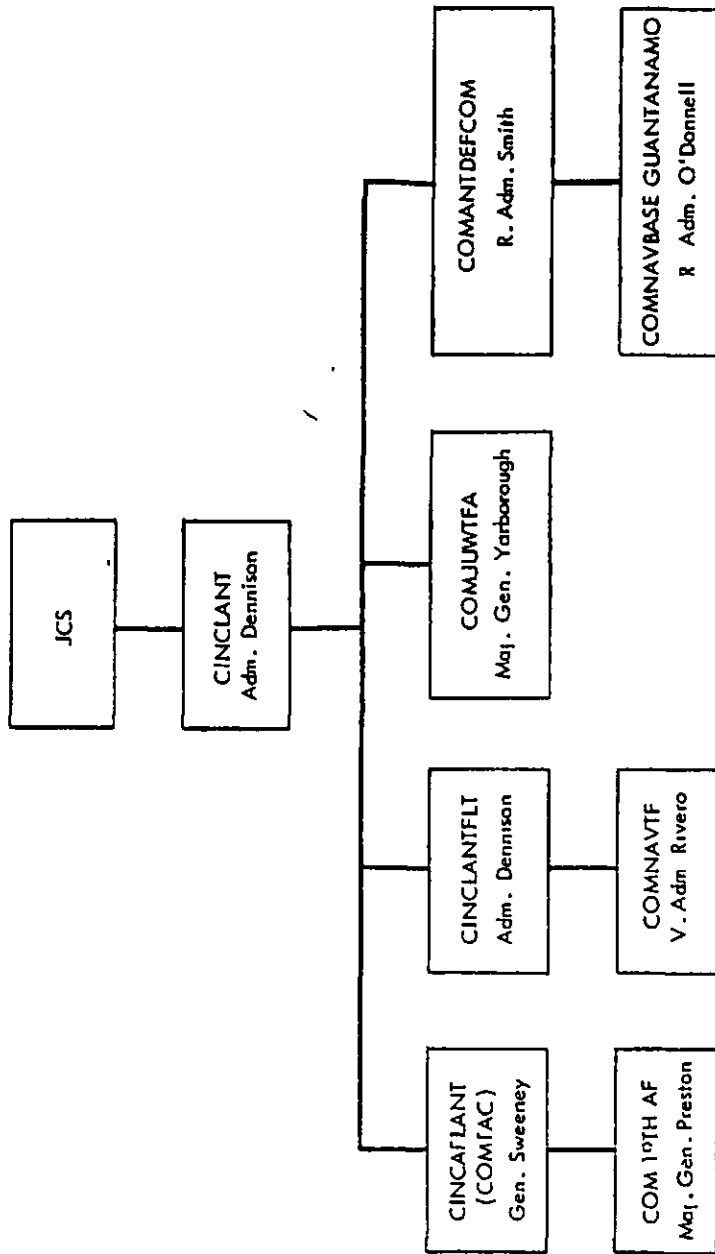 JCS
CINCLANT
Adm. Dennison
CINCAFLANT
(COMTAC)
Gen. Sweeney
CINCLANTFLT
Adm. Dennison
COMJUWTFA
Maj. Gen. Yarborough
COMANTDEFCOM
R. Adm. Smith
COM 19TH AF
Maj. Gen. Preston
COMNAVTF
V. Adm Rivero
COMNAVBASE GUANTANAMO
R Adm. O'Donnell